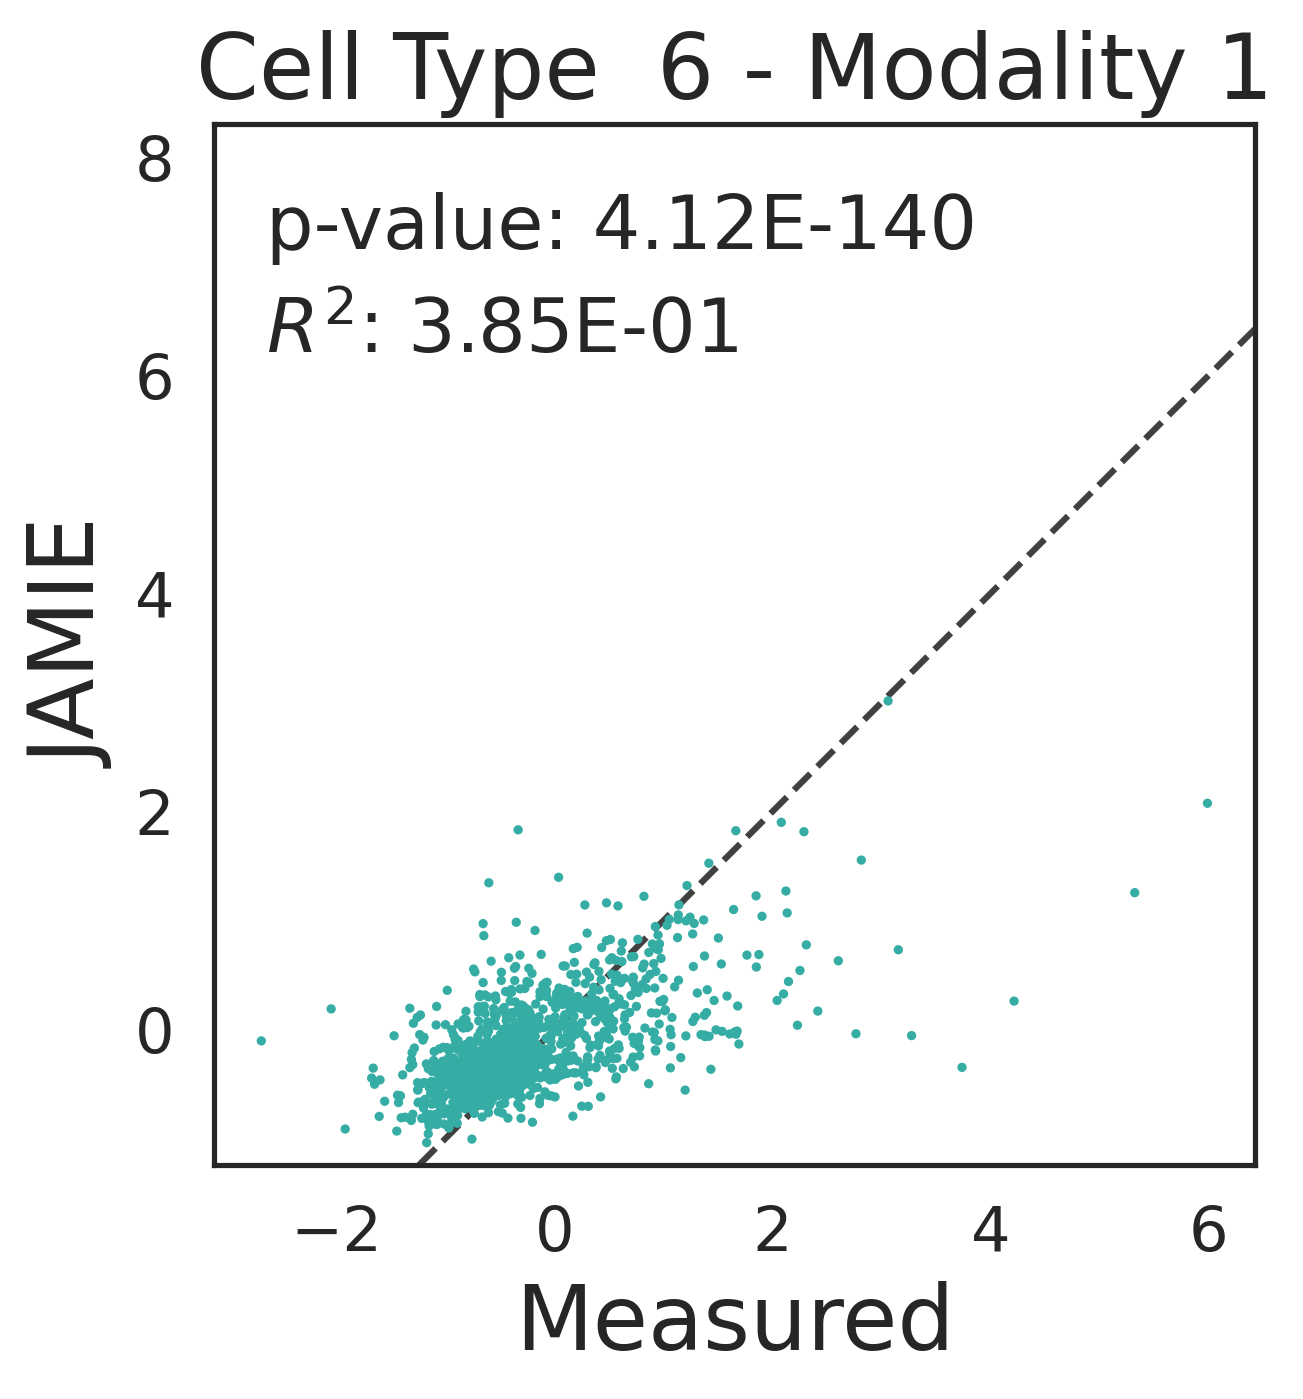 Cell Type  6 - Modality 1
8
p-value: 4.12E-140
R²: 3.85E-01
6
4
JAMIE
2
0
−2 0 2 4 6
Measured